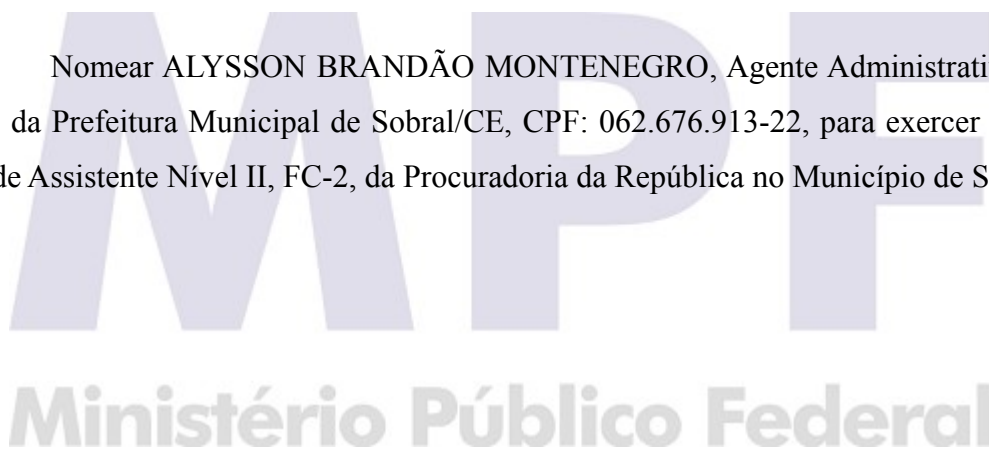 MPF
Nomear ALYSSON BRANDÃO MONTENEGRO, Agente Administrati
da Prefeitura Municipal de Sobral/CE, CPF: 062.676.913-22, para exercer
de Assistente Nível II, FC-2, da Procuradoria da República no Município de S
Ministério Público Federal